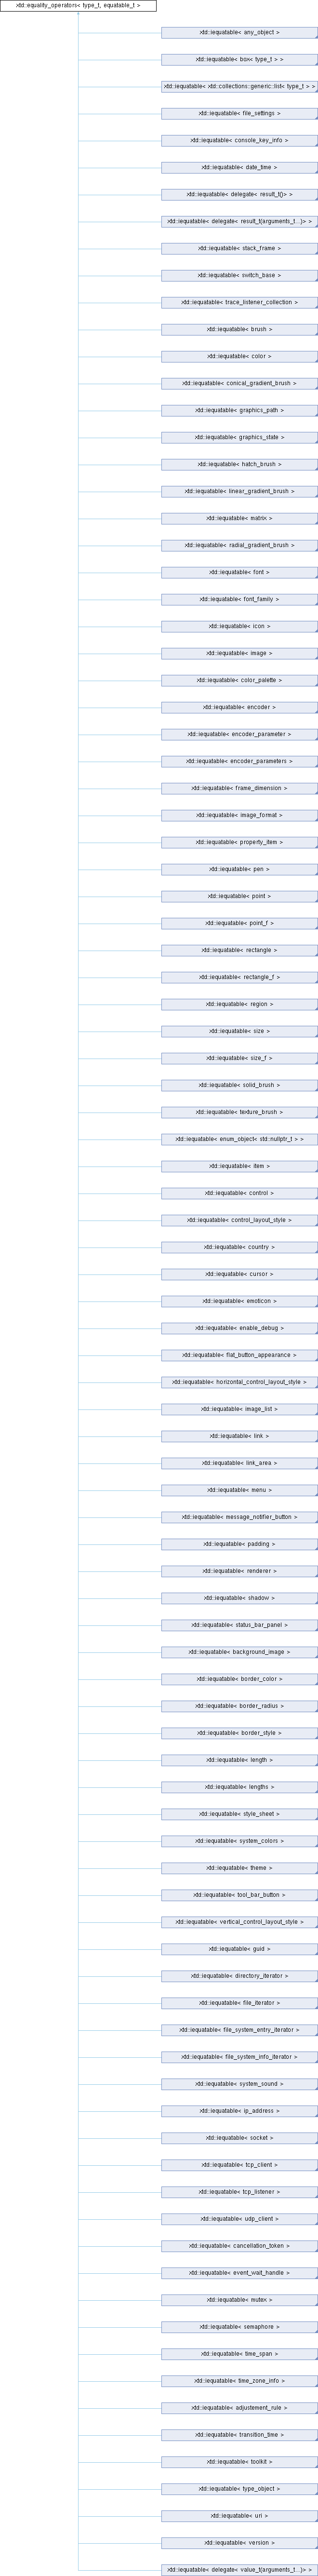 xtd::equality_operators< type_t, equatable_t >
xtd::iequatable< any_object >
xtd::iequatable< box< type_t > >
xtd::iequatable< xtd::collections::generic::list< type_t > >
xtd::iequatable< file_settings >
xtd::iequatable< console_key_info >
xtd::iequatable< date_time >
xtd::iequatable< delegate< result_t()> >
xtd::iequatable< delegate< result_t(arguments_t...)> >
xtd::iequatable< stack_frame >
xtd::iequatable< switch_base >
xtd::iequatable< trace_listener_collection >
xtd::iequatable< brush >
xtd::iequatable< color >
xtd::iequatable< conical_gradient_brush >
xtd::iequatable< graphics_path >
xtd::iequatable< graphics_state >
xtd::iequatable< hatch_brush >
xtd::iequatable< linear_gradient_brush >
xtd::iequatable< matrix >
xtd::iequatable< radial_gradient_brush >
xtd::iequatable< font >
xtd::iequatable< font_family >
xtd::iequatable< icon >
xtd::iequatable< image >
xtd::iequatable< color_palette >
xtd::iequatable< encoder >
xtd::iequatable< encoder_parameter >
xtd::iequatable< encoder_parameters >
xtd::iequatable< frame_dimension >
xtd::iequatable< image_format >
xtd::iequatable< property_item >
xtd::iequatable< pen >
xtd::iequatable< point >
xtd::iequatable< point_f >
xtd::iequatable< rectangle >
xtd::iequatable< rectangle_f >
xtd::iequatable< region >
xtd::iequatable< size >
xtd::iequatable< size_f >
xtd::iequatable< solid_brush >
xtd::iequatable< texture_brush >
xtd::iequatable< enum_object< std::nullptr_t > >
xtd::iequatable< item >
xtd::iequatable< control >
xtd::iequatable< control_layout_style >
xtd::iequatable< country >
xtd::iequatable< cursor >
xtd::iequatable< emoticon >
xtd::iequatable< enable_debug >
xtd::iequatable< flat_button_appearance >
xtd::iequatable< horizontal_control_layout_style >
xtd::iequatable< image_list >
xtd::iequatable< link >
xtd::iequatable< link_area >
xtd::iequatable< menu >
xtd::iequatable< message_notifier_button >
xtd::iequatable< padding >
xtd::iequatable< renderer >
xtd::iequatable< shadow >
xtd::iequatable< status_bar_panel >
xtd::iequatable< background_image >
xtd::iequatable< border_color >
xtd::iequatable< border_radius >
xtd::iequatable< border_style >
xtd::iequatable< length >
xtd::iequatable< lengths >
xtd::iequatable< style_sheet >
xtd::iequatable< system_colors >
xtd::iequatable< theme >
xtd::iequatable< tool_bar_button >
xtd::iequatable< vertical_control_layout_style >
xtd::iequatable< guid >
xtd::iequatable< directory_iterator >
xtd::iequatable< file_iterator >
xtd::iequatable< file_system_entry_iterator >
xtd::iequatable< file_system_info_iterator >
xtd::iequatable< system_sound >
xtd::iequatable< ip_address >
xtd::iequatable< socket >
xtd::iequatable< tcp_client >
xtd::iequatable< tcp_listener >
xtd::iequatable< udp_client >
xtd::iequatable< cancellation_token >
xtd::iequatable< event_wait_handle >
xtd::iequatable< mutex >
xtd::iequatable< semaphore >
xtd::iequatable< time_span >
xtd::iequatable< time_zone_info >
xtd::iequatable< adjustement_rule >
xtd::iequatable< transition_time >
xtd::iequatable< toolkit >
xtd::iequatable< type_object >
xtd::iequatable< uri >
xtd::iequatable< version >
xtd::iequatable< delegate< value_t(arguments_t...)> >